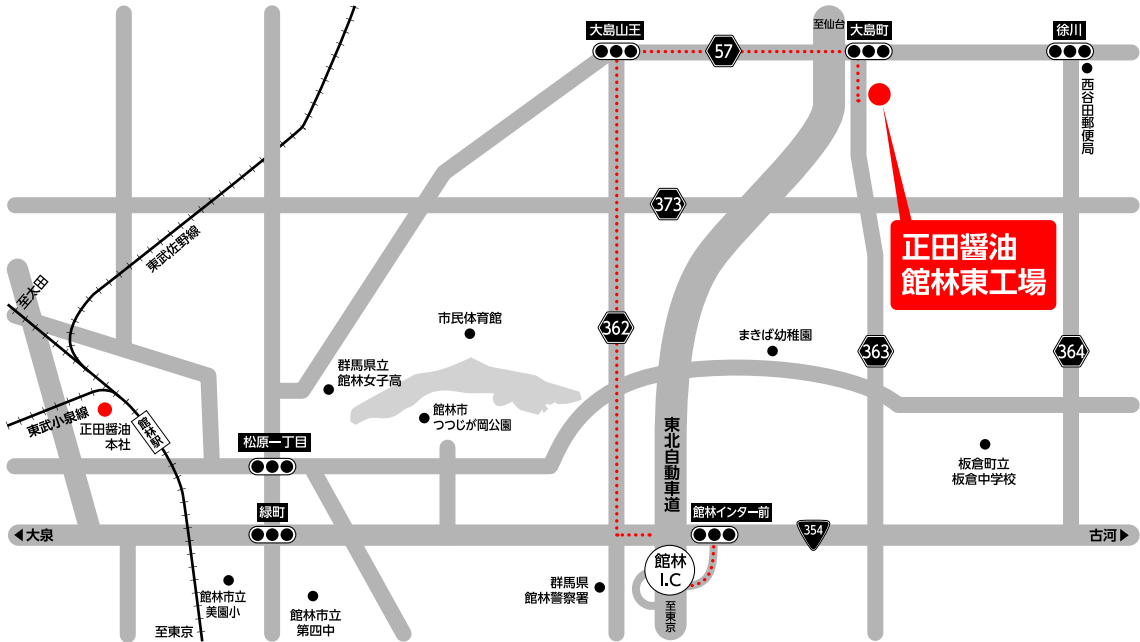 至仙台
大島山王
57
大島町
徐川
西谷田郵便局
373
東武佐野線
正田醤油
館林東工場
至太田
市民体育館
362
まきば幼稚園
363
364
群馬県立
館林女子高
館林市
つつじが岡公園
東武小泉線
正田醤油
本社
館林駅
松原一丁目
東北自動車道
板倉町立
板倉中学校
緑町
館林インター前
354
大泉
古河
館林
I.C
群馬県
館林警察署
館林市立
美園小
館林市立
第四中
至東京
至東京